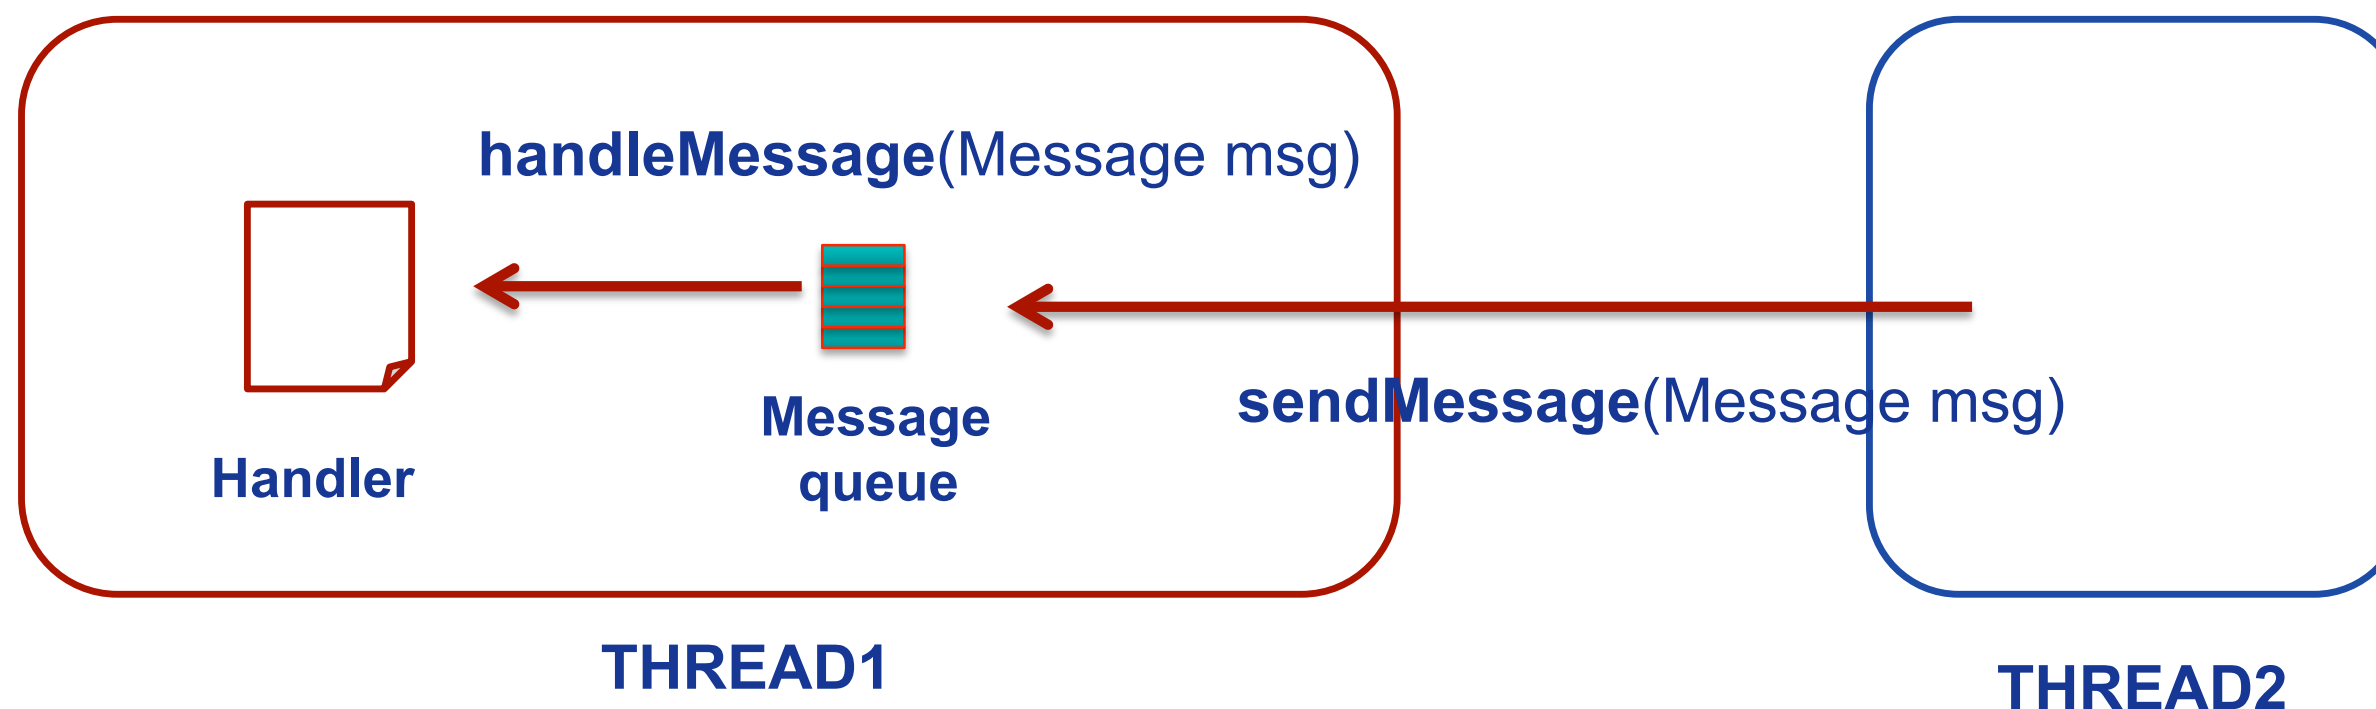 handleMessage(Message msg)
sendMessage(Message msg)
Message
queue
Handler
THREAD1
THREAD2